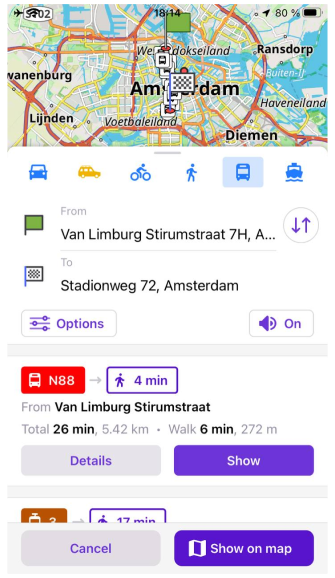 18:14
80 %
Westdokseiland
Ransdorp
wanenburg
Buiten-IJ
Amsterdam
Haveneiland
Lijnden
Voetbaleiland
Diemen
From
Van Limburg Stirumstraat 7H, A...
To
Stadionweg 72, Amsterdam
Options
On
N88 → 4 min
From Van Limburg Stirumstraat
Total 26 min, 5.42 km • Walk 6 min, 272 m
Details
Show
3 → 17 min
Cancel
Show on map